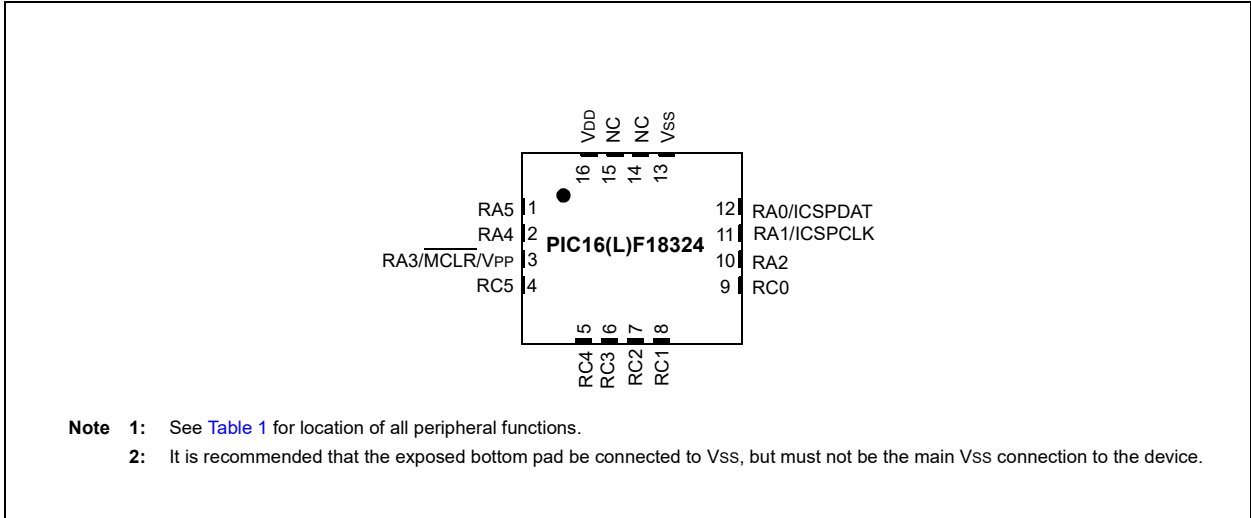 VDD
NC
NC
VSS
16
15
14
13
RA5 1
RA4 2
RA3/MCLR/VPP 3
RC5 4
PIC16(L)F18324
12 RA0/ICSPDAT
11 RA1/ICSPCLK
10 RA2
9 RC0
5
6
7
8
RC4
RC3
RC2
RC1
Note 1: See Table 1 for location of all peripheral functions.
2: It is recommended that the exposed bottom pad be connected to VSS, but must not be the main VSS connection to the device.